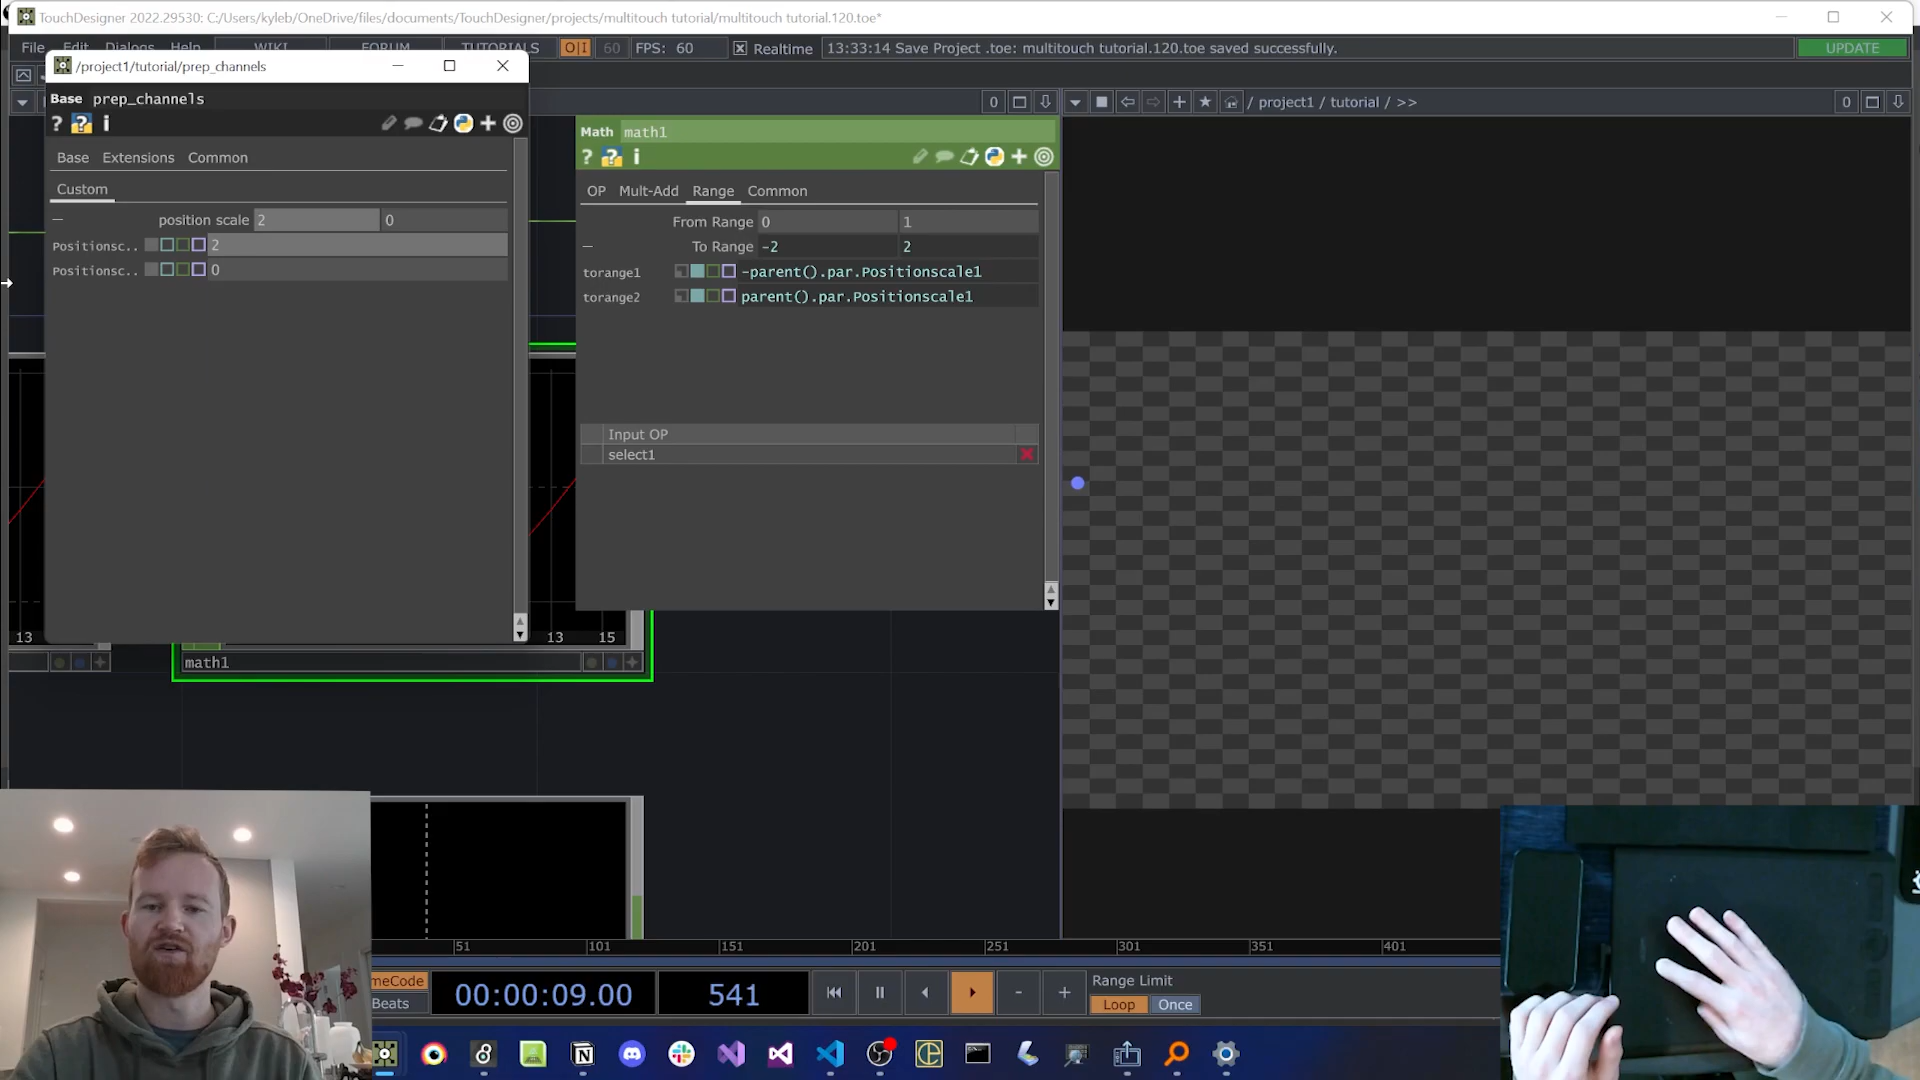 TouchDesigner 2022.29530: C:/Users/kyleb/OneDrive/files/documents/TouchDesigner/projects/multitouch tutorial/multitouch tutorial.120.toe*
File Edit Dialogs Help WIKI FORUM TUTORIALS O|I 60 FPS: 60 Realtime 13:33:14 Save Project .toe: multitouch tutorial.120.toe saved successfully. UPDATE
/project1/tutorial/prep_channels
Base prep_channels
? ? i
Base Extensions Common
Custom
position scale 2 0
Positionsc.. 2
Positionsc.. 0
0
Math math1
? ? i
OP Mult-Add Range Common
From Range 0 1
To Range -2 2
torange1 -parent().par.Positionscale1
torange2 parent().par.Positionscale1
Input OP
select1
/ project1 / tutorial / >> 0
13 13 15
math1
51 101 151 201 251 301 351 401
meCode
Beats
00:00:09.00 541
- +
Range Limit
Loop Once